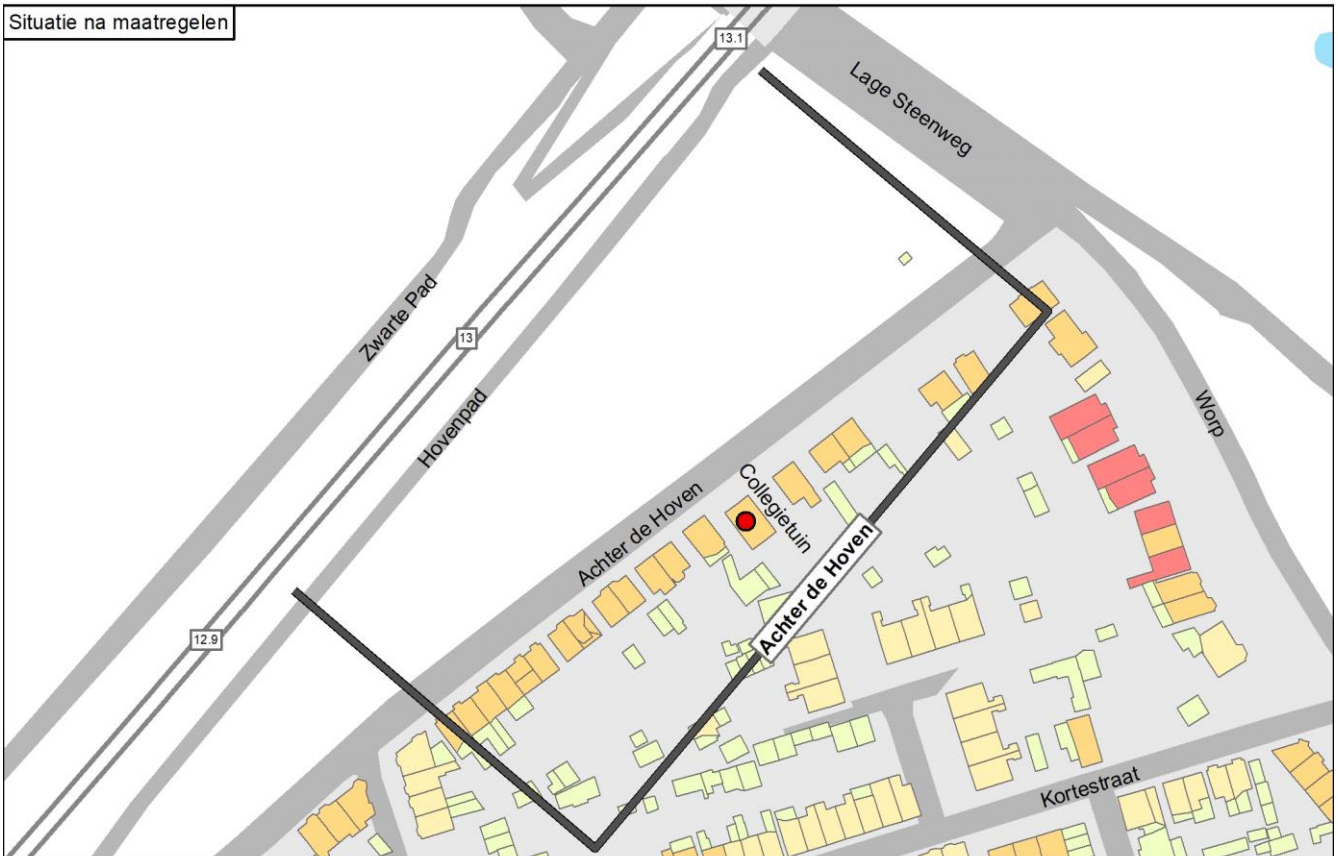 Situatie na maatregelen
13.1
Lage Steenweg
Zwarte Pad
13
Hovenpad
Worp
Collegietuin
Achter de Hoven
Achter de Hoven
12.9
Kortestraat